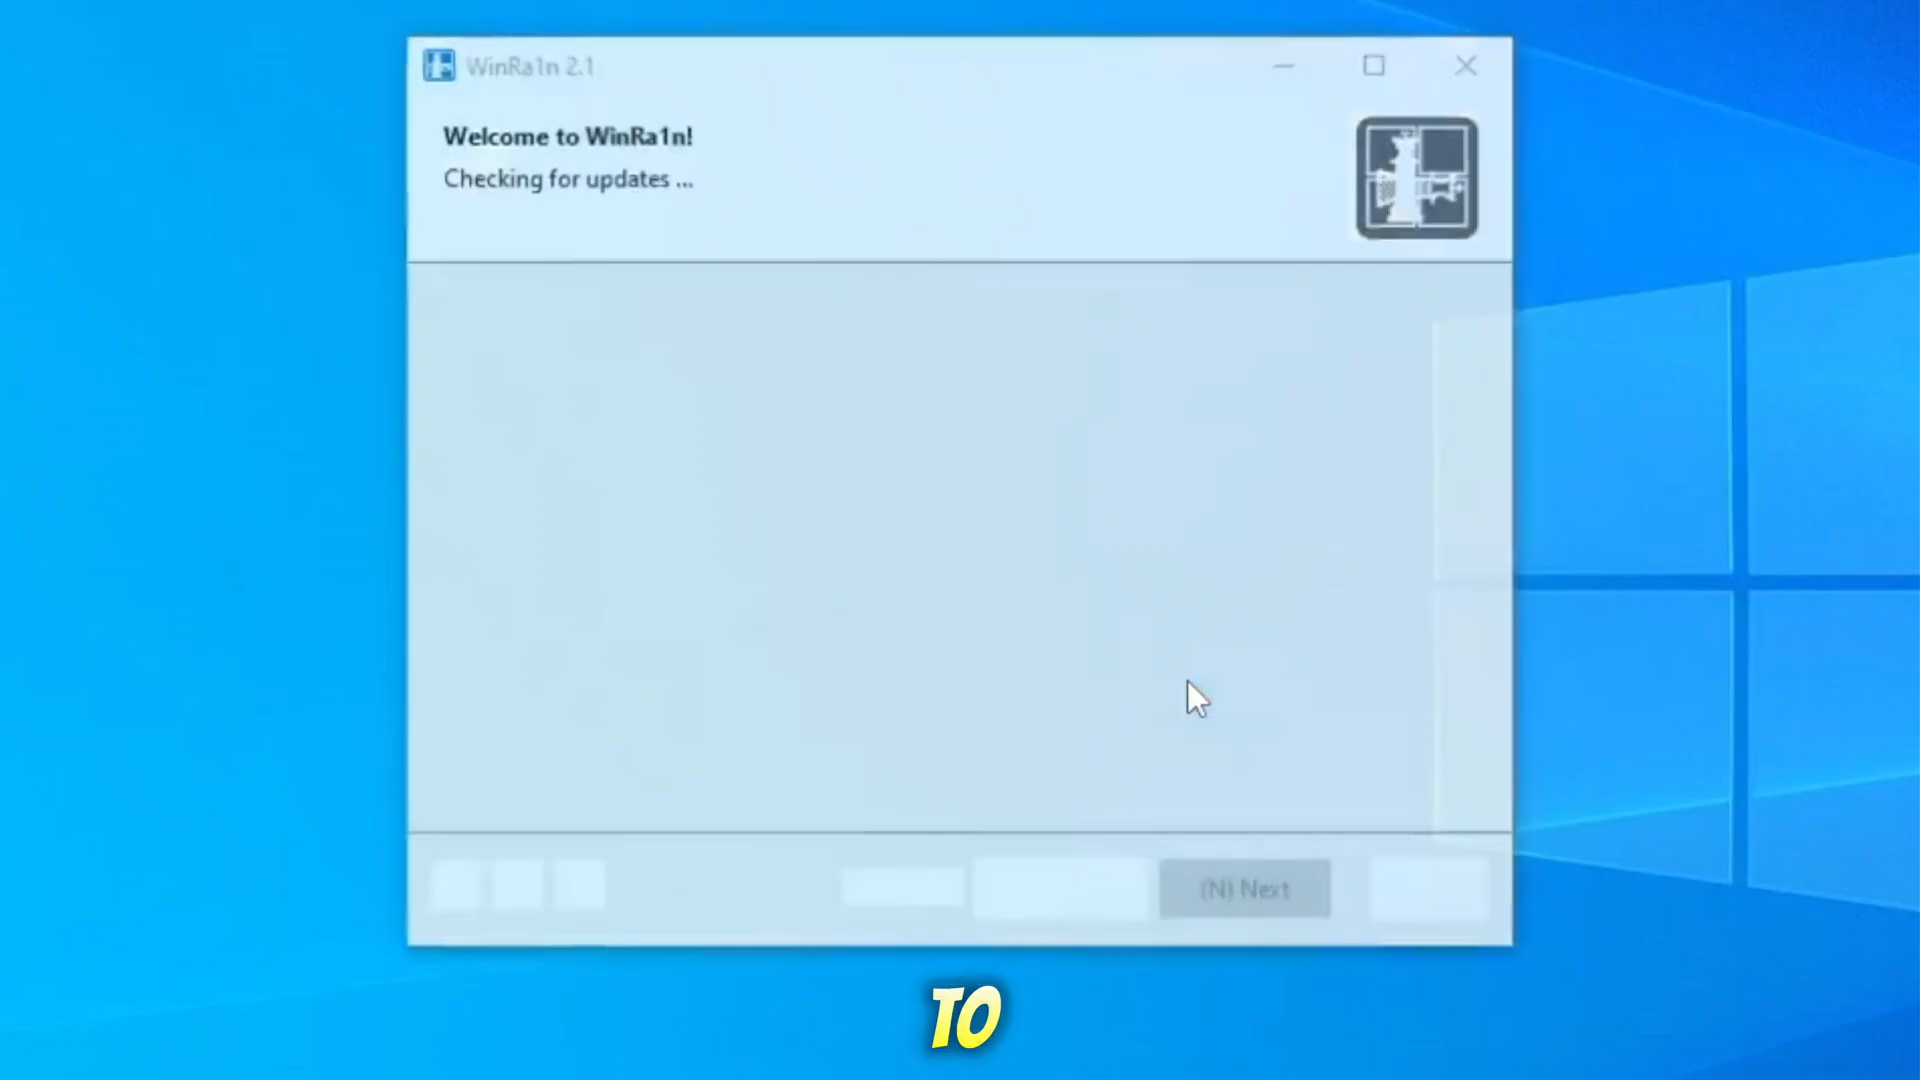 WinRa1n 2.1
Welcome to WinRa1n!
Checking for updates ...
(N) Next
TO